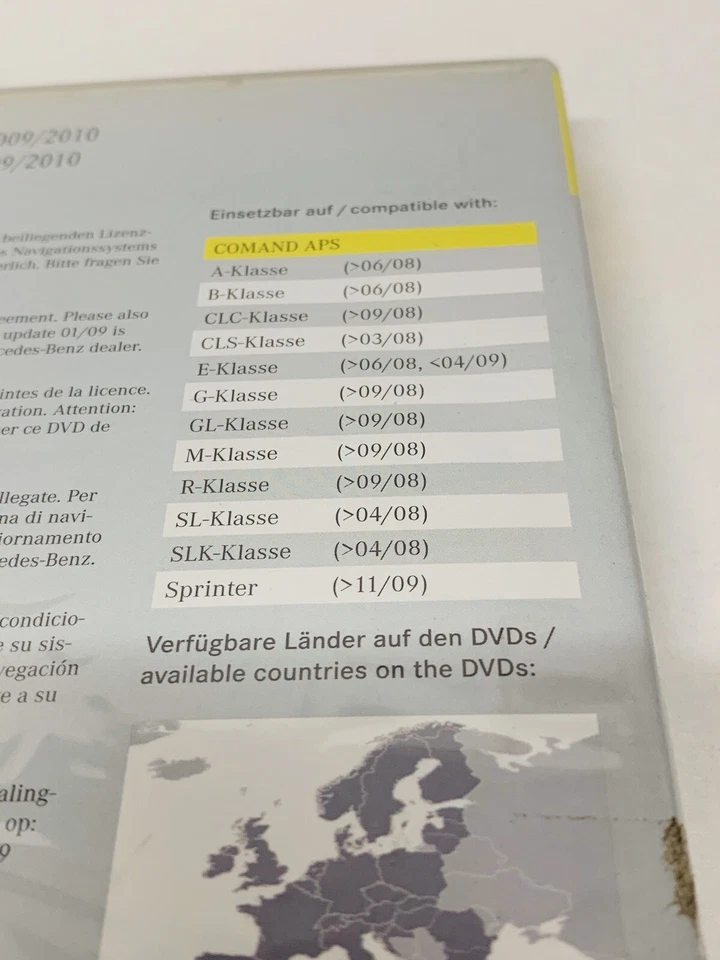 009/2010
09/2010
beiliegenden Lizenz-
Navigationssystems
erlich. Bitte fragen Sie
eement. Please also
update 01/09 is
cedes-Benz dealer.
intes de la licence.
ation. Attention:
er ce DVD de
llegate. Per
na di navi-
iornamento
edes-Benz.
condicio-
e su sis-
vegación
e a su
aling-
op:
9
Einsetzbar auf / compatible with:
COMAND APS
A-Klasse (>06/08)
B-Klasse (>06/08)
CLC-Klasse (>09/08)
CLS-Klasse (>03/08)
E-Klasse (>06/08, <04/09)
G-Klasse (>09/08)
GL-Klasse (>09/08)
M-Klasse (>09/08)
R-Klasse (>09/08)
SL-Klasse (>04/08)
SLK-Klasse (>04/08)
Sprinter (>11/09)
Verfügbare Länder auf den DVDs /
available countries on the DVDs: